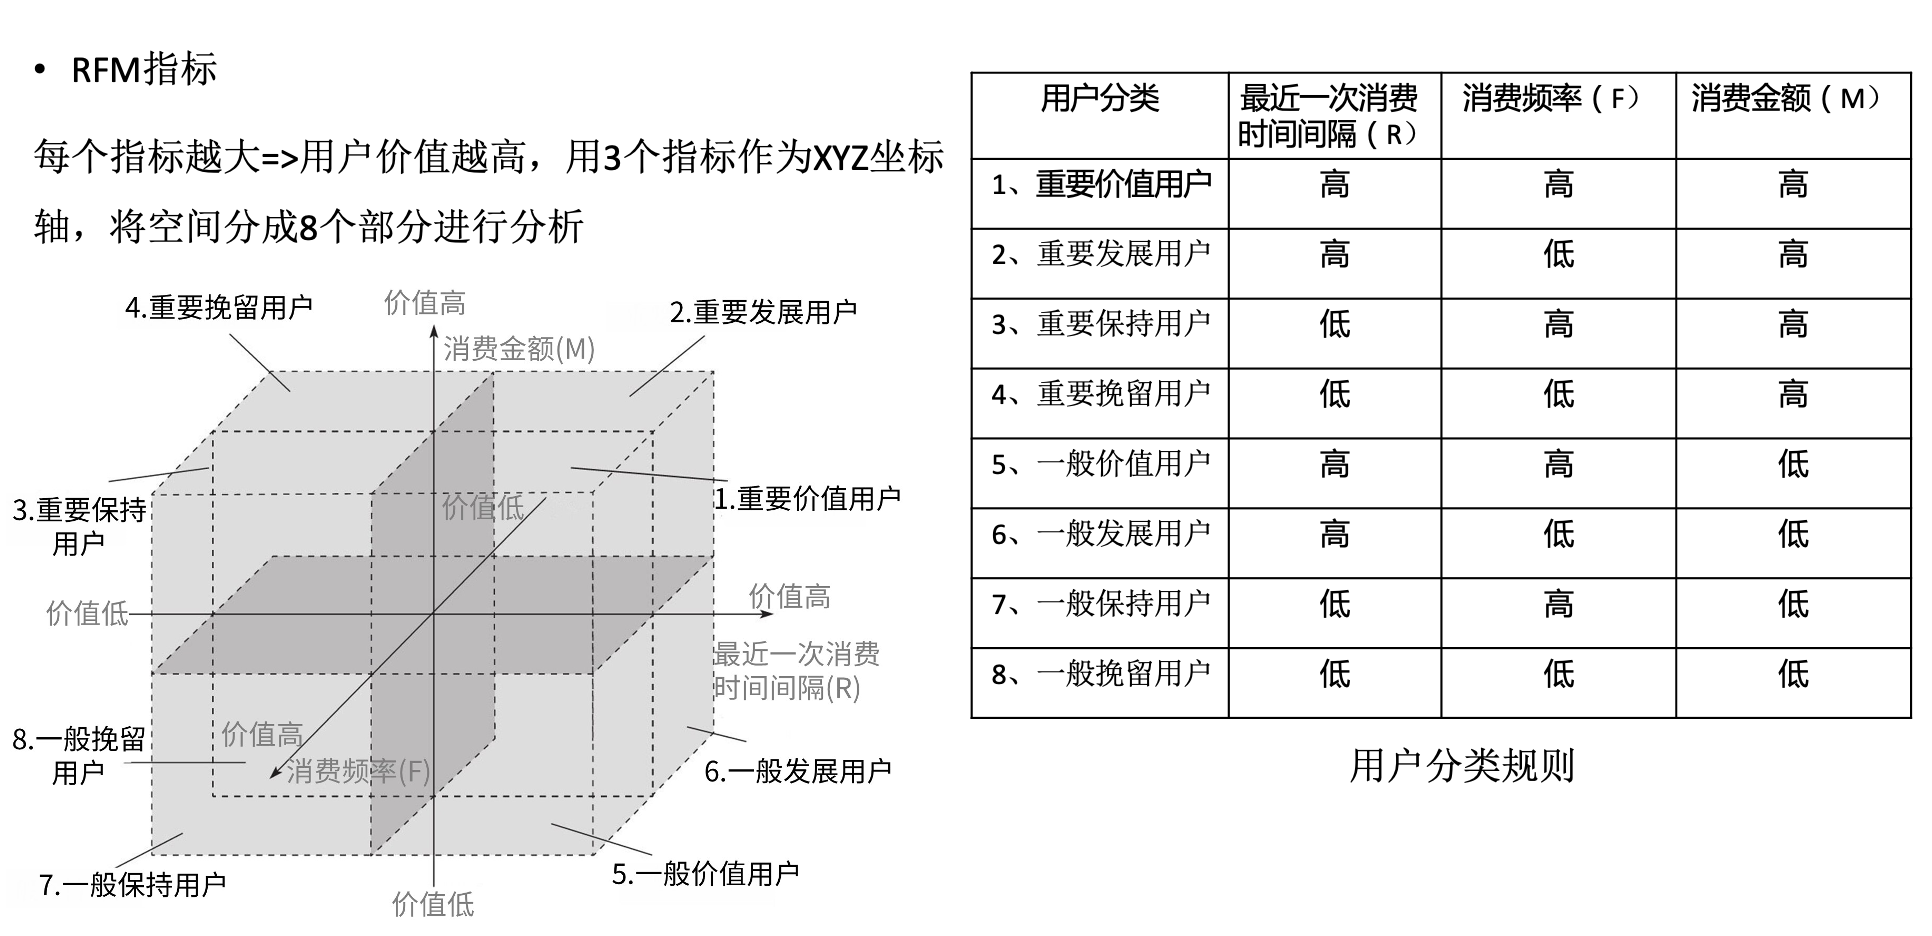 • RFM指标
每个指标越大=>用户价值越高，用3个指标作为XYZ坐标
轴，将空间分成8个部分进行分析
4.重要挽留用户
价值高
2.重要发展用户
消费金额(M)
3.重要保持
用户
价值低
1.重要价值用户
价值低
价值高
最近一次消费
时间间隔(R)
8.一般挽留
用户
价值高
消费频率(F)
6.一般发展用户
7.一般保持用户
5.一般价值用户
价值低
用户分类 最近一次消费 消费频率（F） 消费金额（M）
时间间隔（R）
1、重要价值用户 高 高 高
2、重要发展用户 高 低 高
3、重要保持用户 低 高 高
4、重要挽留用户 低 低 高
5、一般价值用户 高 高 低
6、一般发展用户 高 低 低
7、一般保持用户 低 高 低
8、一般挽留用户 低 低 低
用户分类规则